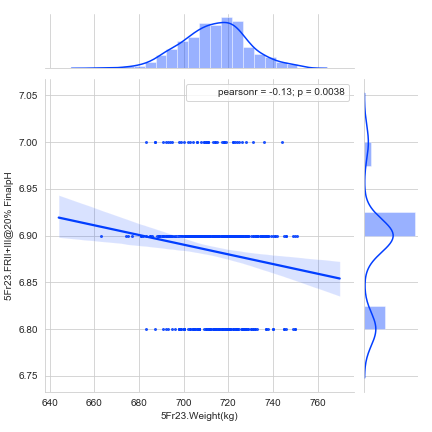 7.05
pearsonr = -0.13; p = 0.0038
7.00
6.95
6.90
6.85
6.80
6.75
5Fr23.FRII+III@20% FinalpH
640 660 680 700 720 740 760
5Fr23.Weight(kg)